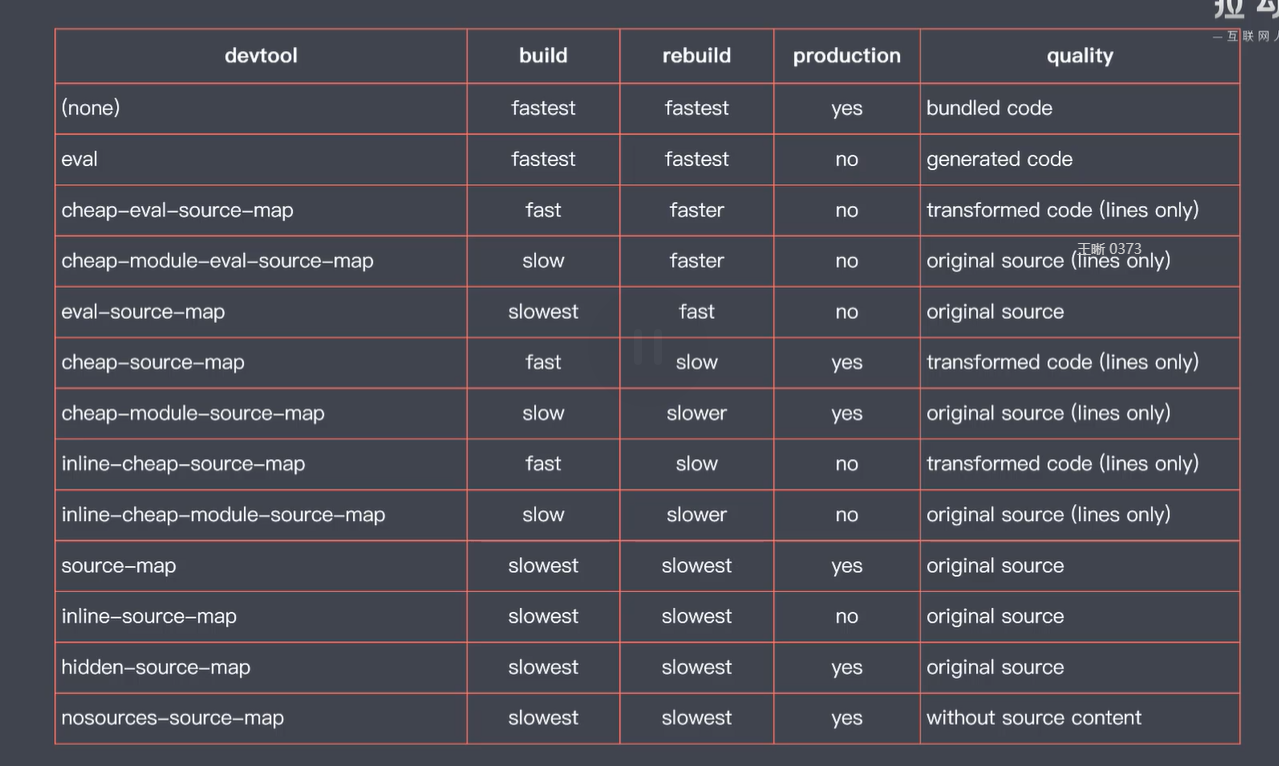 拉勾
—互联网人
devtool build rebuild production quality
(none) fastest fastest yes bundled code
eval fastest fastest no generated code
cheap-eval-source-map fast faster no transformed code (lines only)
王晰 0373
cheap-module-eval-source-map slow faster no original source (lines only)
eval-source-map slowest fast no original source
cheap-source-map fast slow yes transformed code (lines only)
cheap-module-source-map slow slower yes original source (lines only)
inline-cheap-source-map fast slow no transformed code (lines only)
inline-cheap-module-source-map slow slower no original source (lines only)
source-map slowest slowest yes original source
inline-source-map slowest slowest no original source
hidden-source-map slowest slowest yes original source
nosources-source-map slowest slowest yes without source content